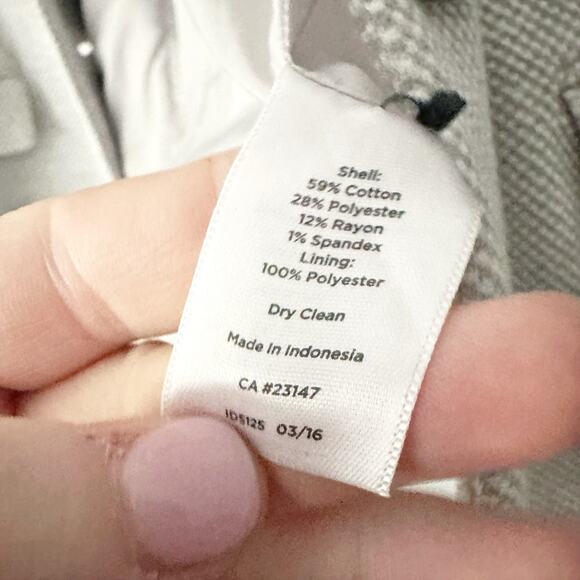 Shell:
59% Cotton
28% Polyester
12% Rayon
1% Spandex
Lining:
100% Polyester
Dry Clean
Made In Indonesia
CA #23147
ID5125 03/16